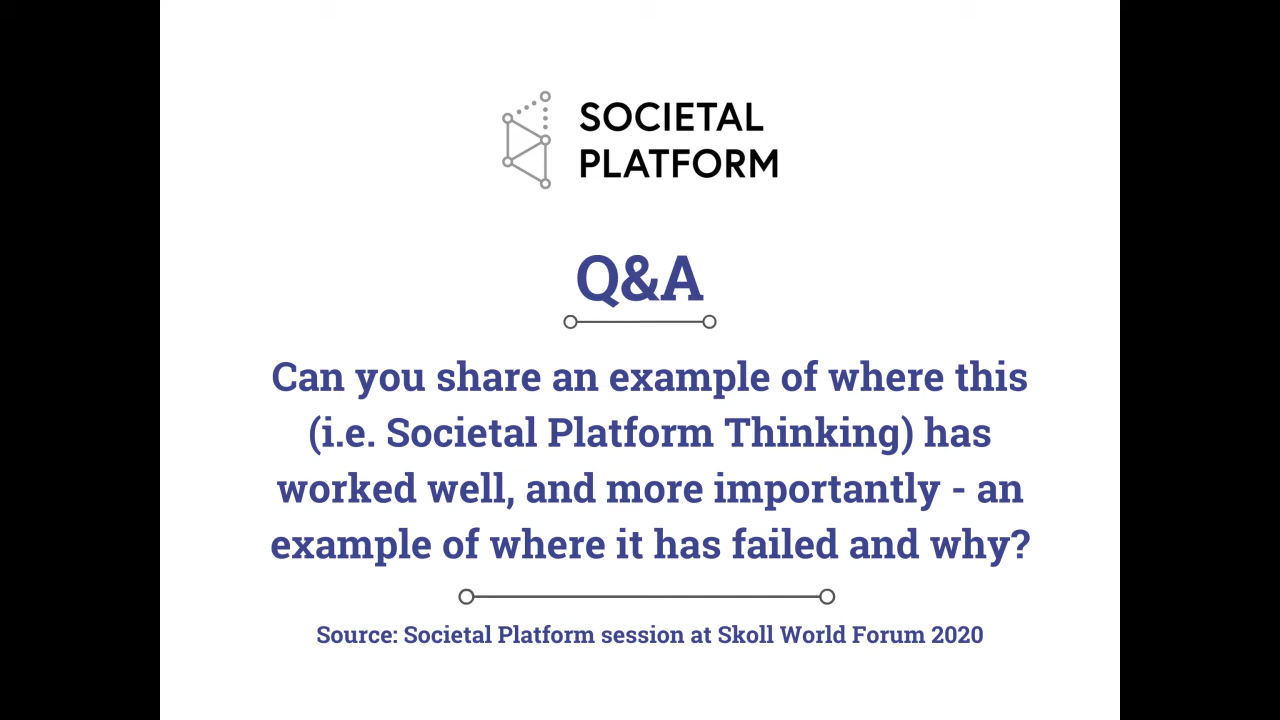 SOCIETAL
PLATFORM
Q&A
Can you share an example of where this
(i.e. Societal Platform Thinking) has
worked well, and more importantly - an
example of where it has failed and why?
Source: Societal Platform session at Skoll World Forum 2020